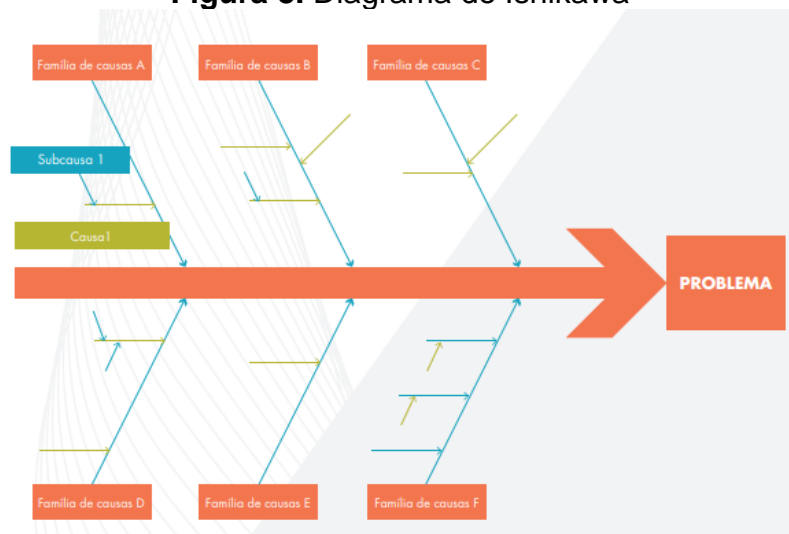 Diagrama de Ishikawa
Família de causas A
Família de causas B
Família de causas C
Subcausa 1
Causa1
PROBLEMA
Família de causas D
Família de causas E
Família de causas F